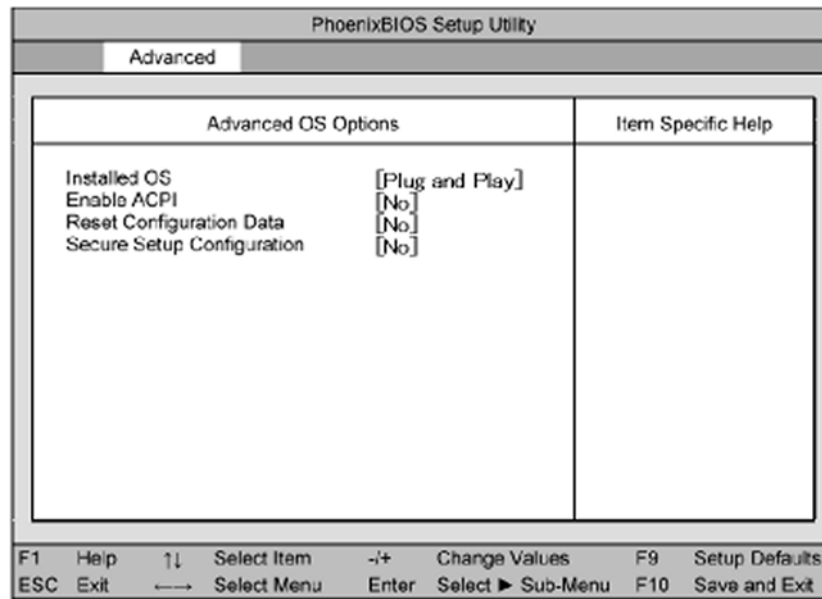 PhoenixBIOS Setup Utility
Advanced
Advanced OS Options
Item Specific Help
Installed OS [Plug and Play]
Enable ACPI [No]
Reset Configuration Data [No]
Secure Setup Configuration [No]
F1 Help ↑↓ Select Item -/+ Change Values F9 Setup Defaults
ESC Exit ←→ Select Menu Enter Select ► Sub-Menu F10 Save and Exit